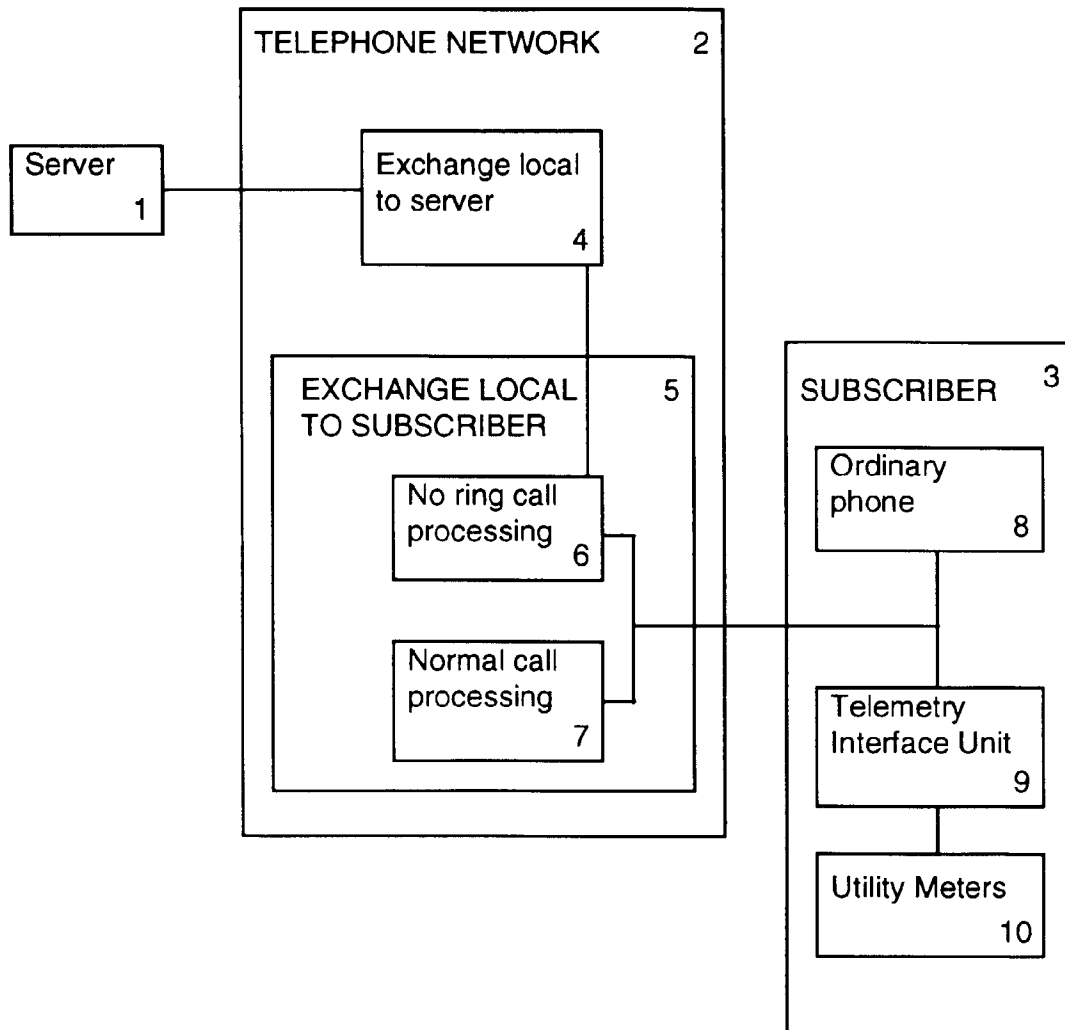 TELEPHONE NETWORK 2
Server
1
Exchange local
to server
4
EXCHANGE LOCAL 5
TO SUBSCRIBER
No ring call
processing
6
Normal call
processing
7
SUBSCRIBER 3
Ordinary
phone
8
Telemetry
Interface Unit
9
Utility Meters
10